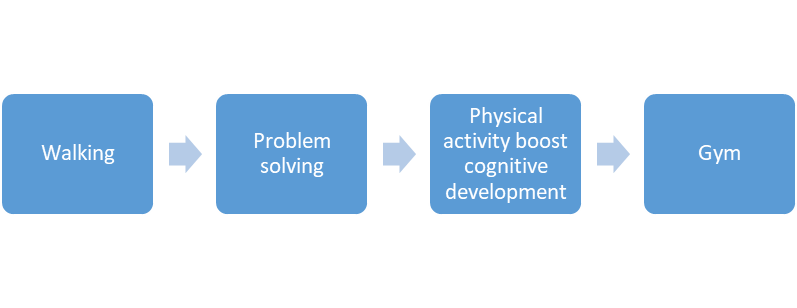 Walking
Problem
solving
Physical
activity boost
cognitive
development
Gym